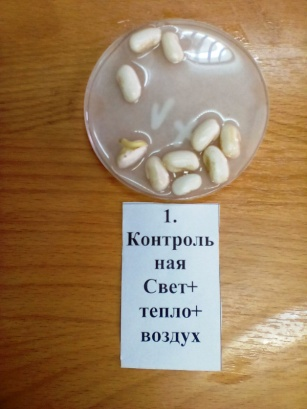 1.
Контроль
ная
Свет+
тепло+
воздух